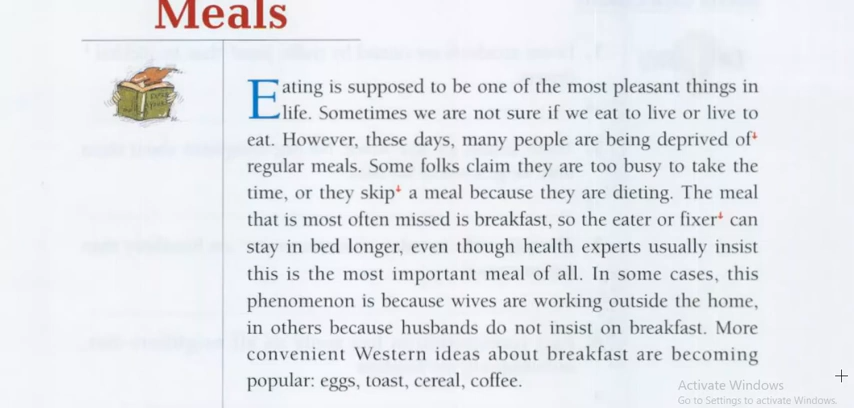 Meals
Eating is supposed to be one of the most pleasant things in
life. Sometimes we are not sure if we eat to live or live to
eat. However, these days, many people are being deprived of
regular meals. Some folks claim they are too busy to take the
time, or they skip a meal because they are dieting. The meal
that is most often missed is breakfast, so the eater or fixer can
stay in bed longer, even though health experts usually insist
this is the most important meal of all. In some cases, this
phenomenon is because wives are working outside the home,
in others because husbands do not insist on breakfast. More
convenient Western ideas about breakfast are becoming
popular: eggs, toast, cereal, coffee.
Activate Windows
Go to Settings to activate Windows.